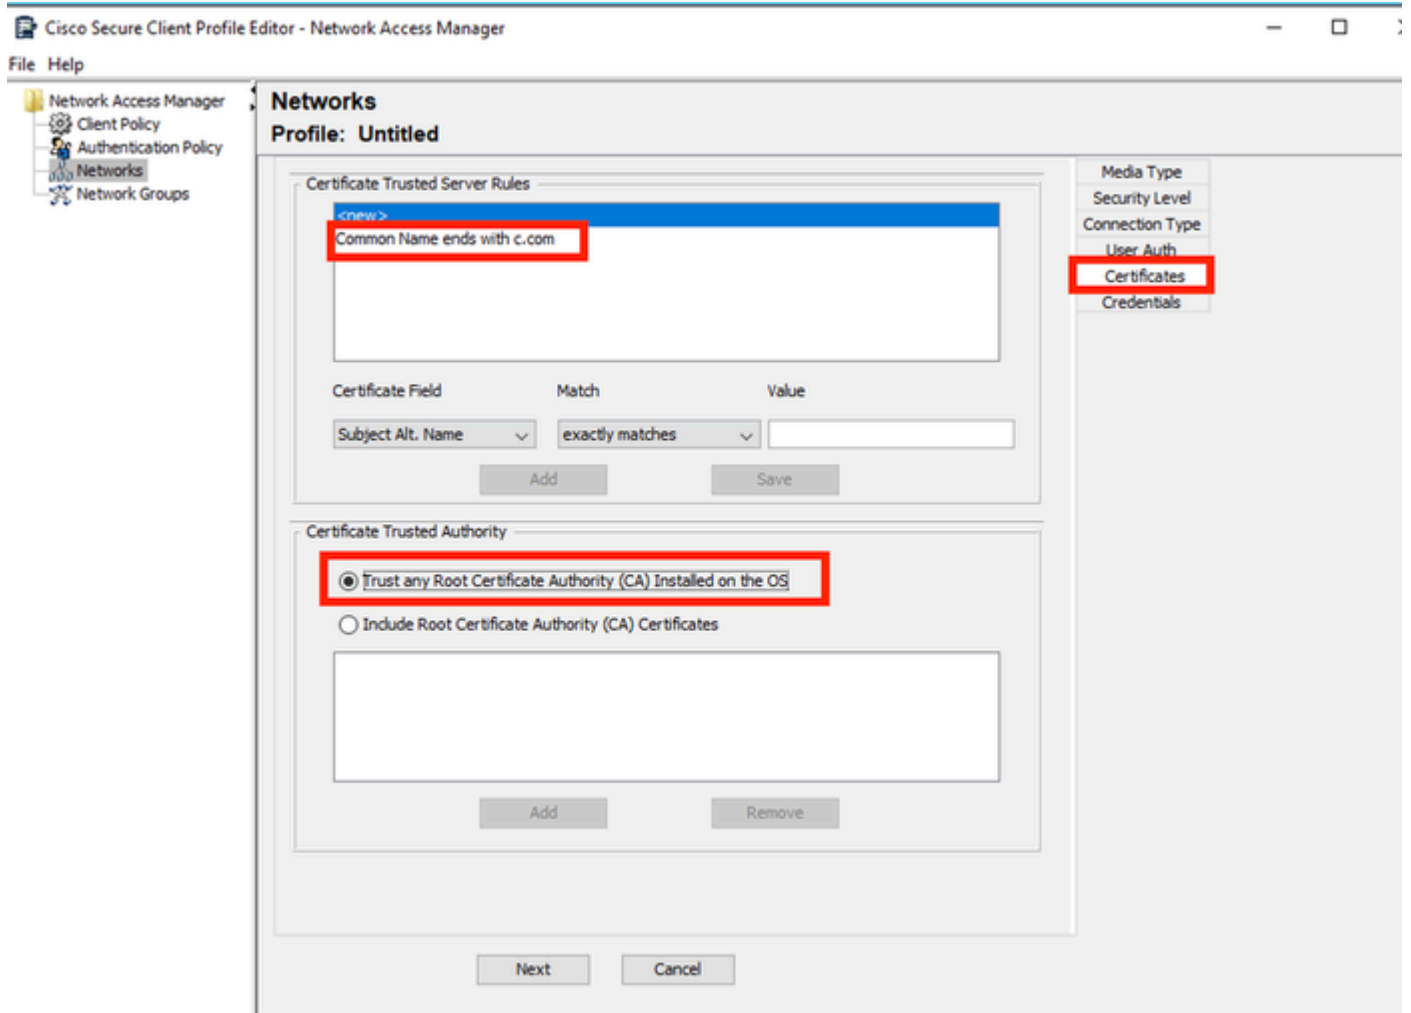 Cisco Secure Client Profile Editor - Network Access Manager
File Help
Network Access Manager
Client Policy
Authentication Policy
Networks
Network Groups
Networks
Profile: Untitled
Certificate Trusted Server Rules
<new>
Common Name ends with c.com
Certificate Field Match Value
Subject Alt. Name exactly matches
Add Save
Certificate Trusted Authority
Trust any Root Certificate Authority (CA) Installed on the OS
Include Root Certificate Authority (CA) Certificates
Add Remove
Next Cancel
Media Type
Security Level
Connection Type
User Auth
Certificates
Credentials